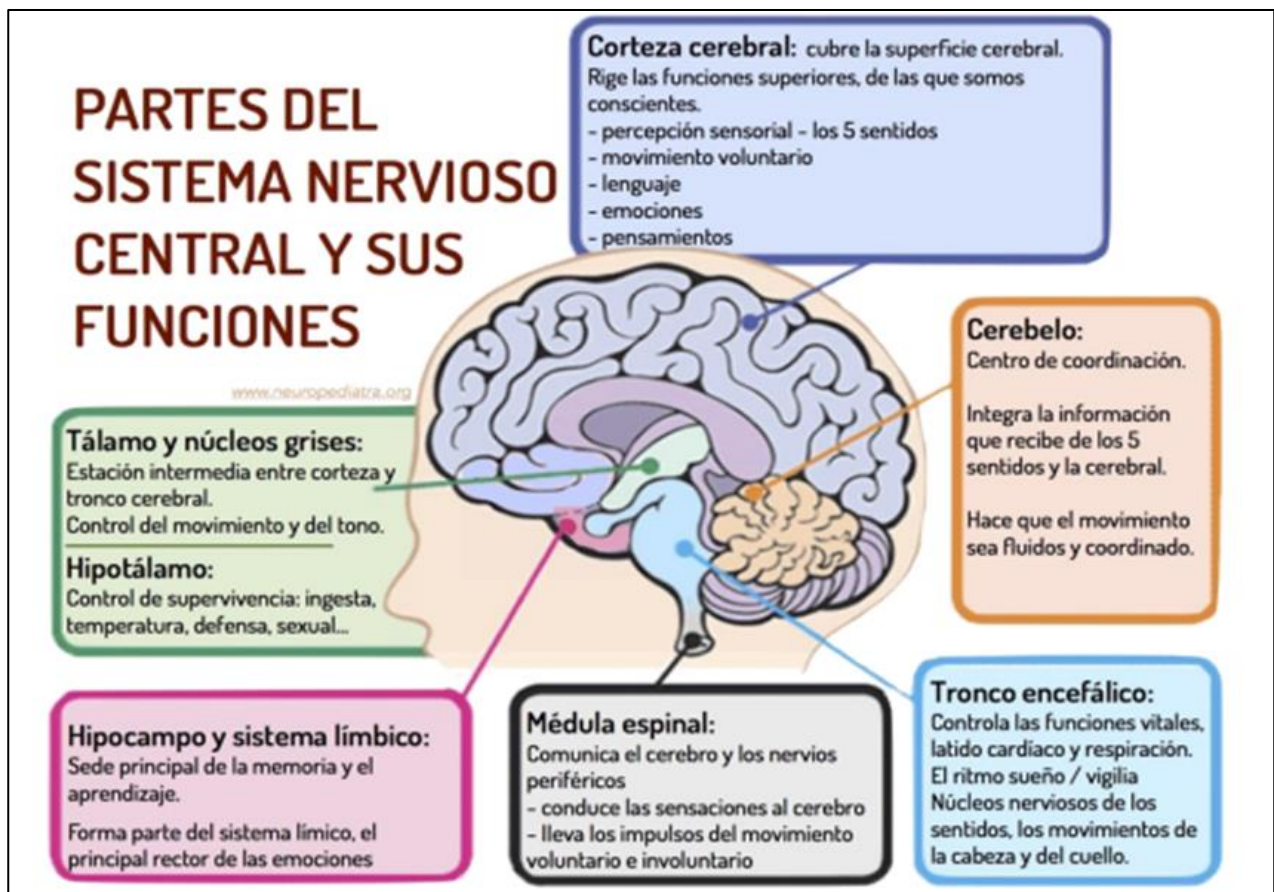 PARTES DEL
SISTEMA NERVIOSO
CENTRAL Y SUS
FUNCIONES
www.neuropediatra.org
Corteza cerebral: cubre la superficie cerebral.
Rige las funciones superiores, de las que somos
conscientes.
- percepción sensorial - los 5 sentidos
- movimiento voluntario
- lenguaje
- emociones
- pensamientos
Cerebelo:
Centro de coordinación.
Integra la información
que recibe de los 5
sentidos y la cerebral.
Hace que el movimiento
sea fluidos y coordinado.
Tálamo y núcleos grises:
Estación intermedia entre corteza y
tronco cerebral.
Control del movimiento y del tono.
Hipotálamo:
Control de supervivencia: ingesta,
temperatura, defensa, sexual...
Hipocampo y sistema límbico:
Sede principal de la memoria y el
aprendizaje.
Forma parte del sistema límico, el
principal rector de las emociones
Médula espinal:
Comunica el cerebro y los nervios
periféricos
- conduce las sensaciones al cerebro
- lleva los impulsos del movimiento
voluntario e involuntario
Tronco encefálico:
Controla las funciones vitales,
latido cardíaco y respiración.
El ritmo sueño / vigilia
Núcleos nerviosos de los
sentidos, los movimientos de
la cabeza y del cuello.